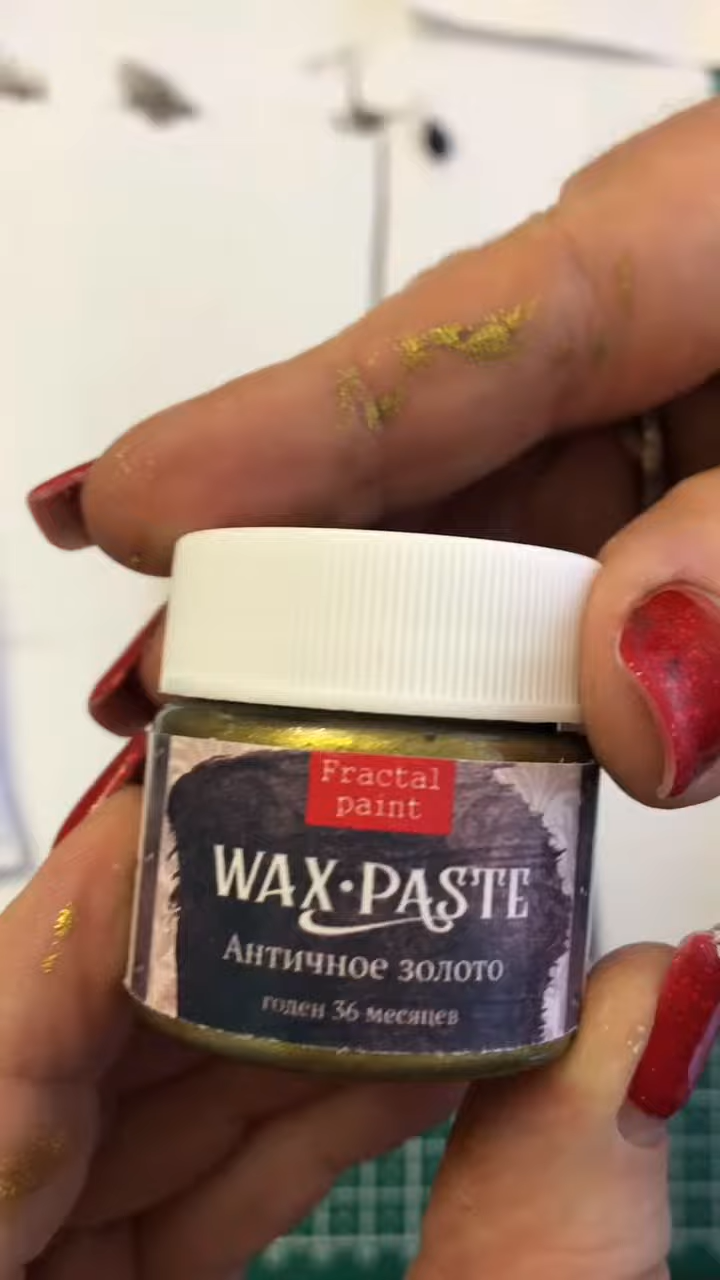 Fractal
paint
WAX·PASTE
Античное золото
годен 36 месяцев